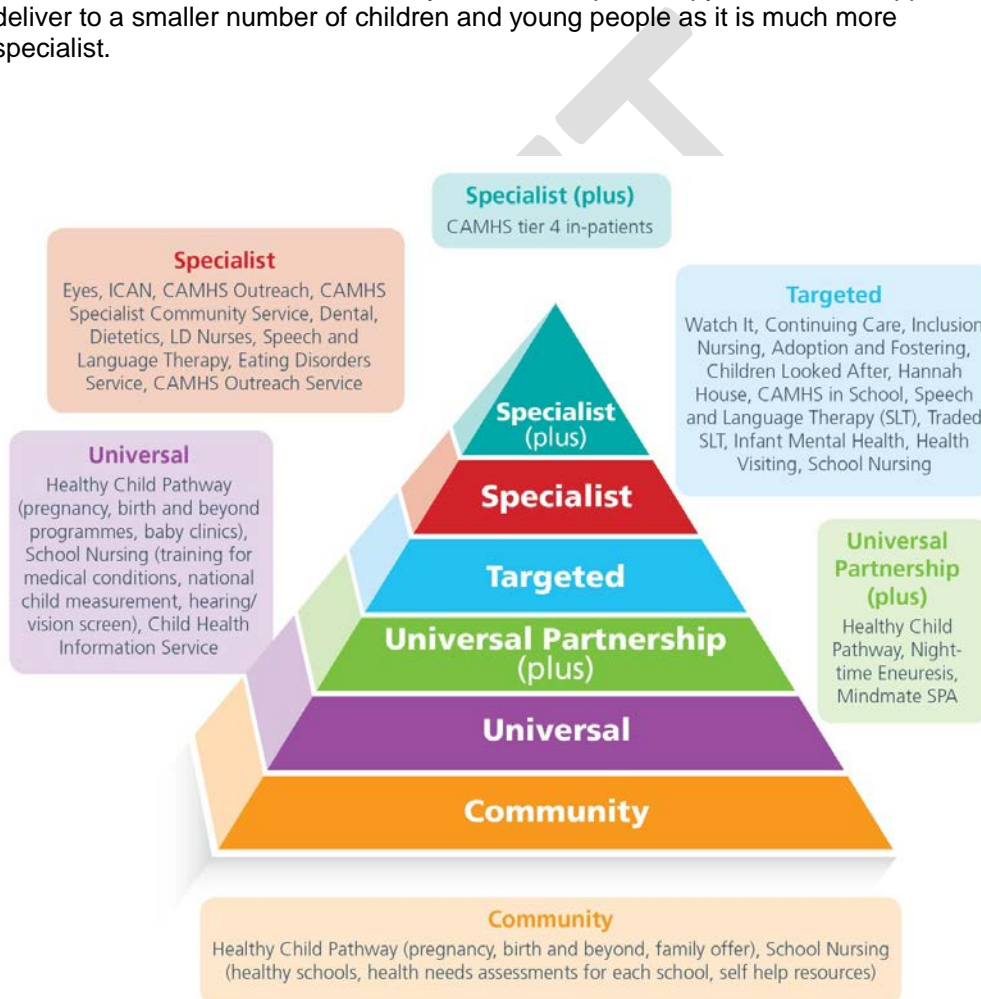 deliver to a smaller number of children and young people as it is much more
specialist.
Specialist (plus)
CAMHS tier 4 in-patients
Specialist
Eyes, ICAN, CAMHS Outreach, CAMHS
Specialist Community Service, Dental,
Dietetics, LD Nurses, Speech and
Language Therapy, Eating Disorders
Service, CAMHS Outreach Service
Targeted
Watch It, Continuing Care, Inclusion
Nursing, Adoption and Fostering,
Children Looked After, Hannah
House, CAMHS in School, Speech
and Language Therapy (SLT), Traded
SLT, Infant Mental Health, Health
Visiting, School Nursing
Universal
Healthy Child Pathway
(pregnancy, birth and beyond
programmes, baby clinics),
School Nursing (training for
medical conditions, national
child measurement, hearing/
vision screen), Child Health
Information Service
Universal
Partnership
(plus)
Healthy Child
Pathway, Night-
time Eneuresis,
Mindmate SPA
Specialist
(plus)
Specialist
Targeted
Universal Partnership
(plus)
Universal
Community
Community
Healthy Child Pathway (pregnancy, birth and beyond, family offer), School Nursing
(healthy schools, health needs assessments for each school, self help resources)